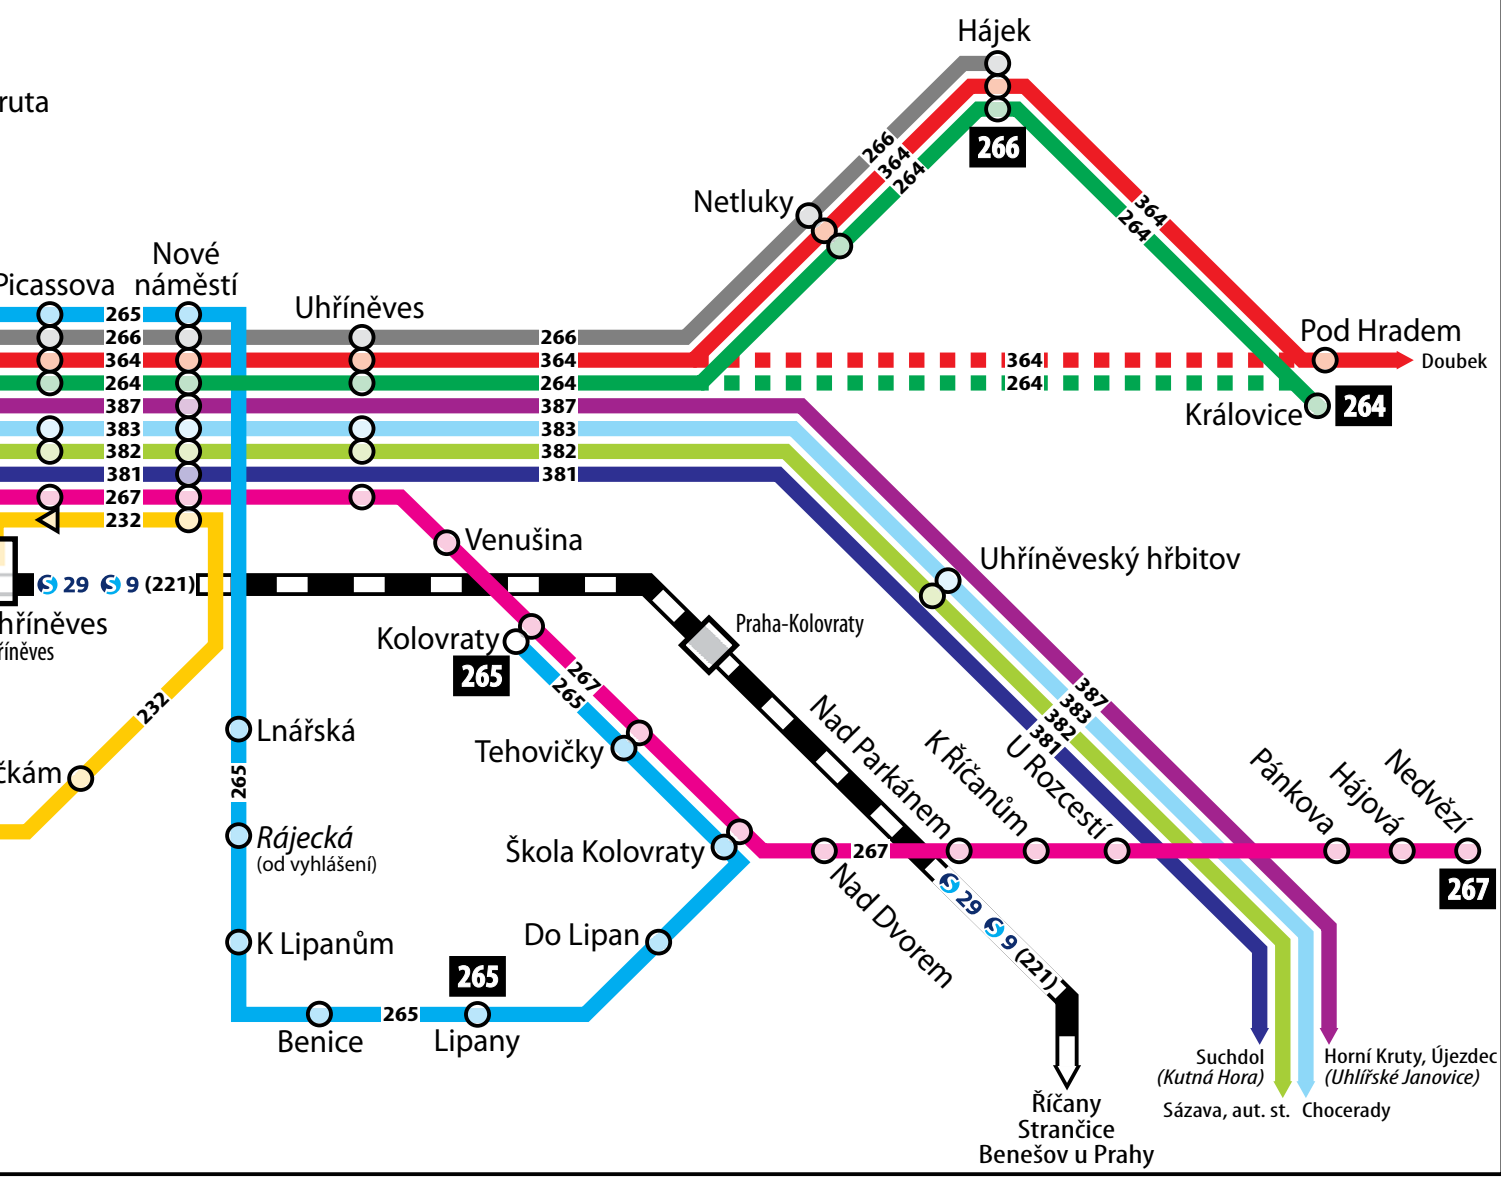 Hájek
266
364
264
266
Netluky
364
264
Nové
náměstí
Picassova
Uhříněves
265
266
364
264
387
383
382
381
267
232
266
364
264
387
383
382
381
364
264
Pod Hradem
Doubek
Královice
264
Venušina
Uhříněveský hřbitov
29
9 (221)
Kolovraty
265
Praha-Kolovraty
267
265
232
Lnářská
265
Tehovičky
Nad Parkánem
K Říčanům
U Rozcestí
387
383
382
381
Pánkova
Hájová
Nedvězí
Rájecká
(od vyhlášení)
Škola Kolovraty
267
267
Nad Dvorem
29
9 (221)
K Lipanům
Do Lipan
265
265
Benice
Lipany
Suchdol
(Kutná Hora)
Horní Kruty, Újezdec
(Uhlířské Janovice)
Sázava, aut. st.
Chocerady
Říčany
Strančice
Benešov u Prahy